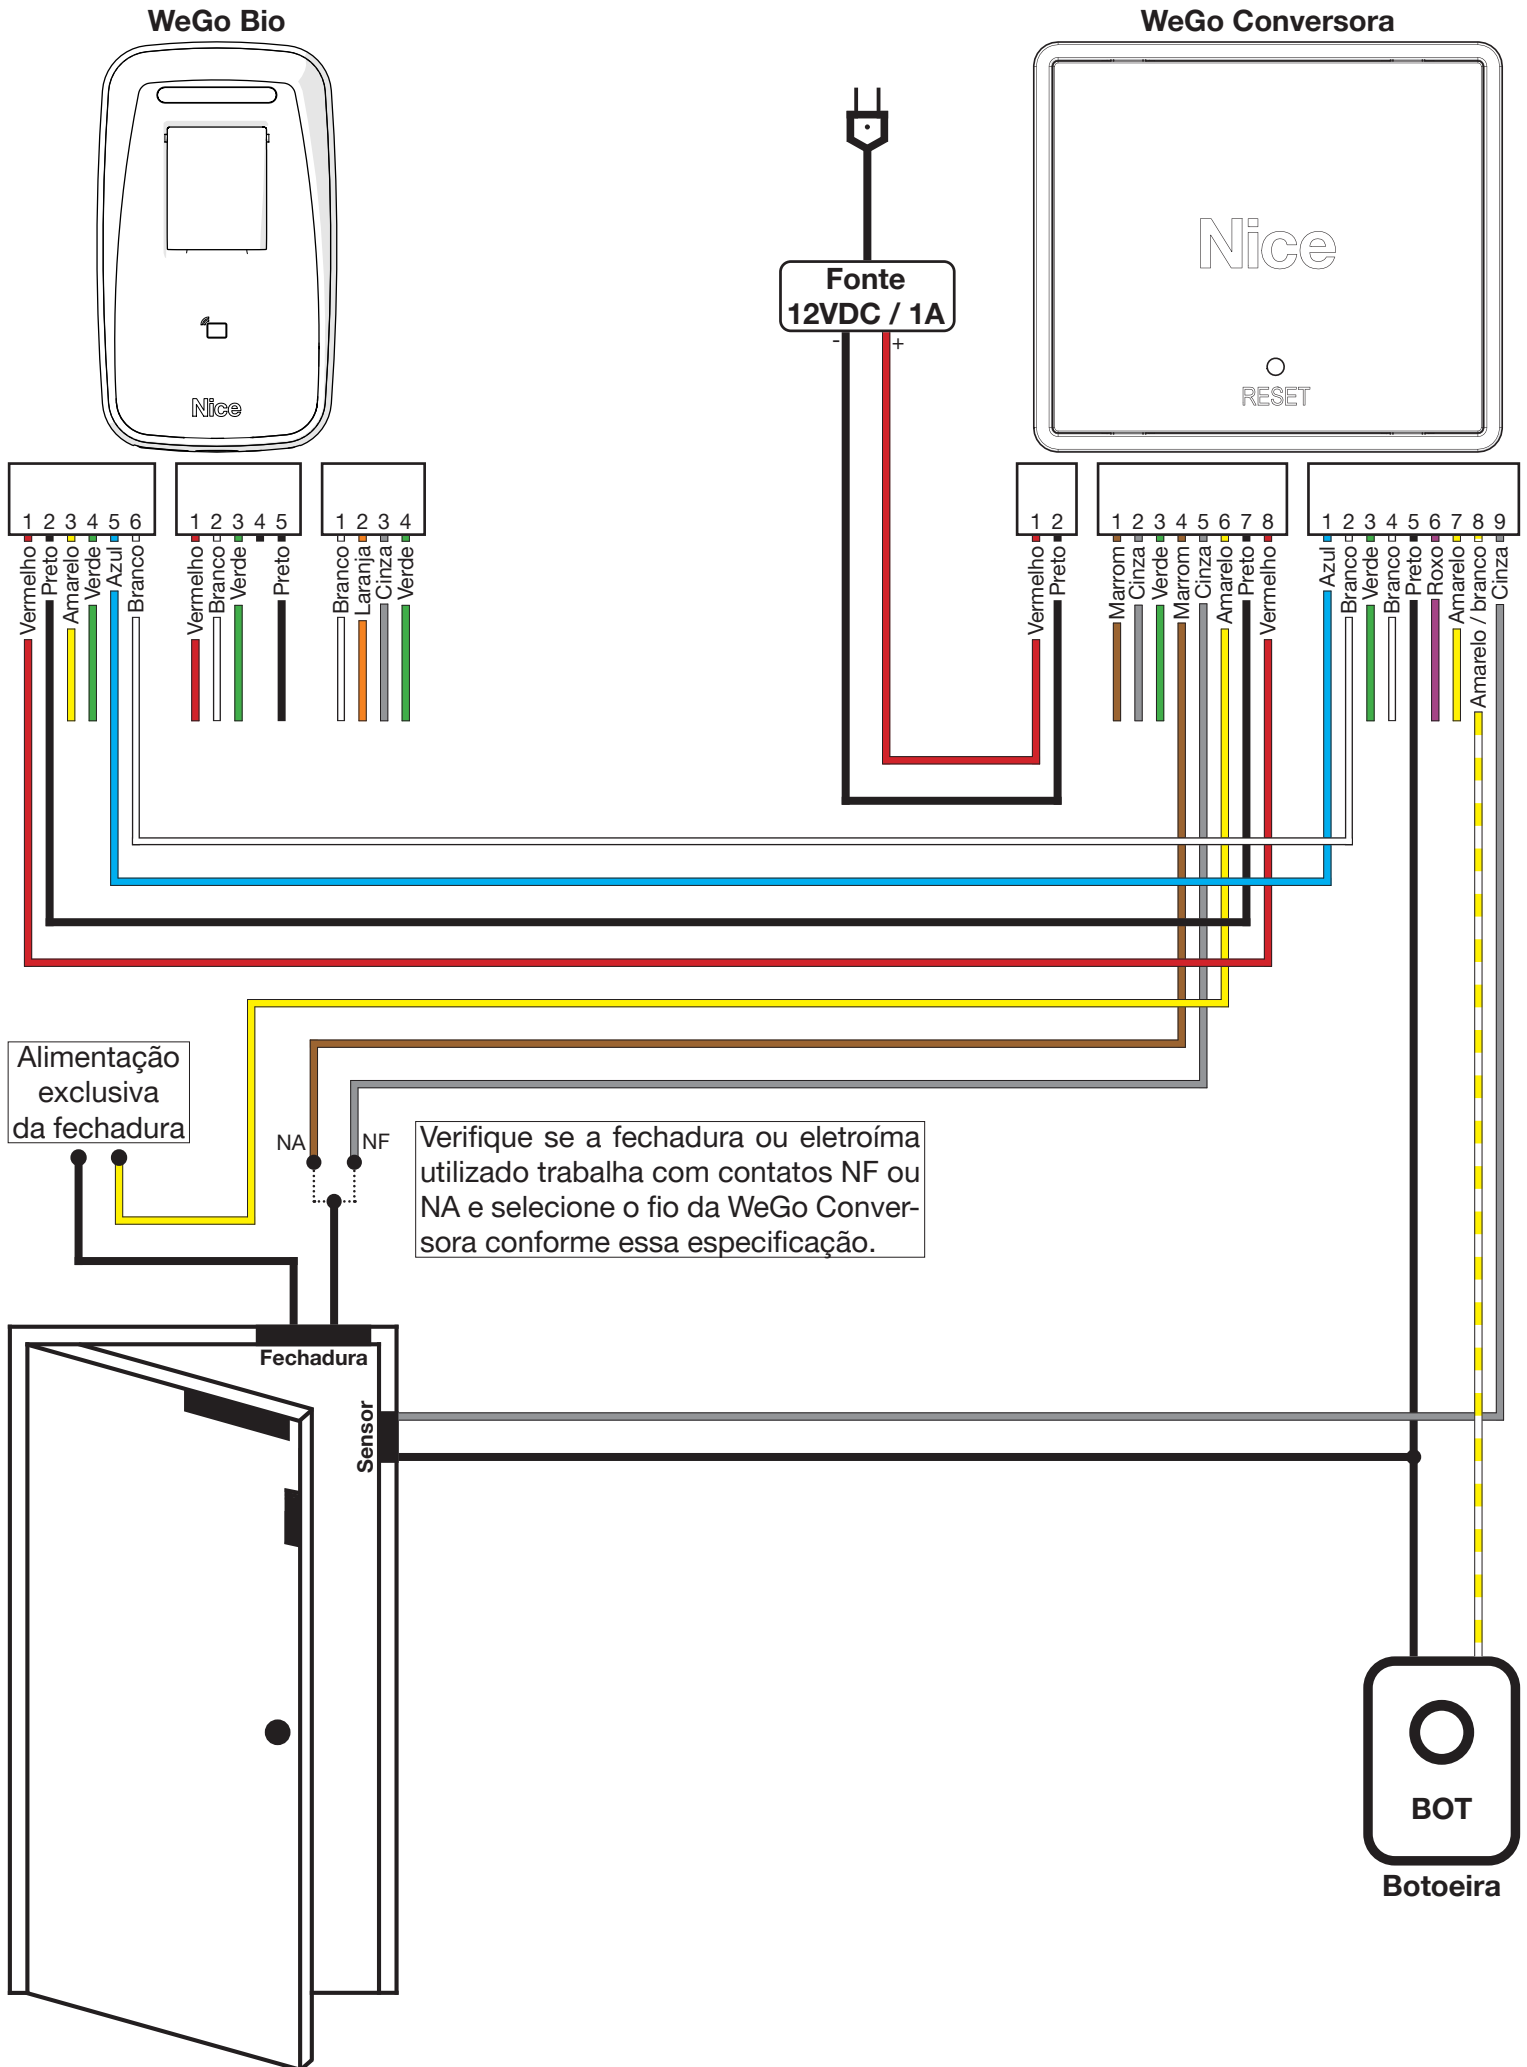 WeGo Bio
WeGo Conversora
Nice
Nice
RESET
Fonte
12VDC / 1A
- +
1 2 3 4 5 6
1 2 3 4 5
1 2 3 4
1 2
1 2 3 4 5 6 7 8
1 2 3 4 5 6 7 8 9
Vermelho
Preto
Amarelo
Verde
Azul
Branco
Vermelho
Branco
Verde
Preto
Branco
Laranja
Cinza
Verde
Vermelho
Preto
Marrom
Cinza
Verde
Marrom
Cinza
Amarelo
Preto
Vermelho
Azul
Branco
Verde
Branco
Preto
Roxo
Amarelo
Amarelo / branco
Cinza
Alimentação
exclusiva
da fechadura
NA
NF
Verifique se a fechadura ou eletroíma
utilizado trabalha com contatos NF ou
NA e selecione o fio da WeGo Conver-
sora conforme essa especificação.
Fechadura
Sensor
BOT
Botoeira